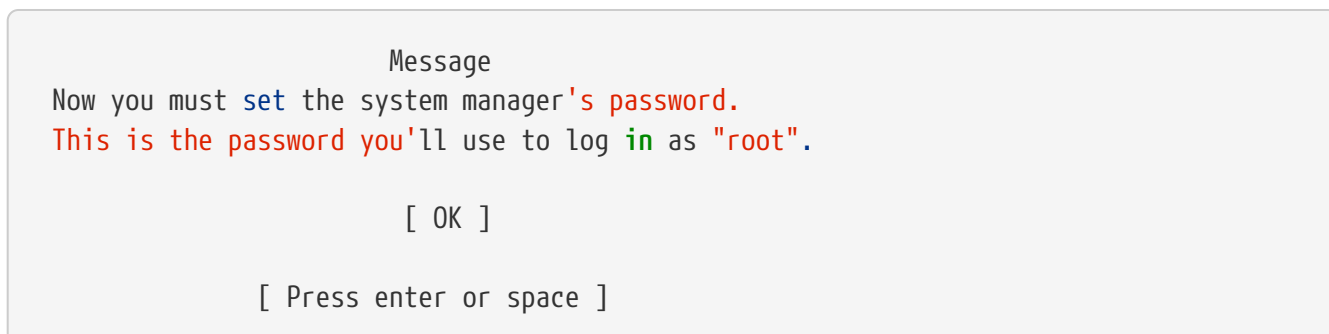 Message
Now you must set the system manager's password.
This is the password you'll use to log in as "root".
[ OK ]
[ Press enter or space ]